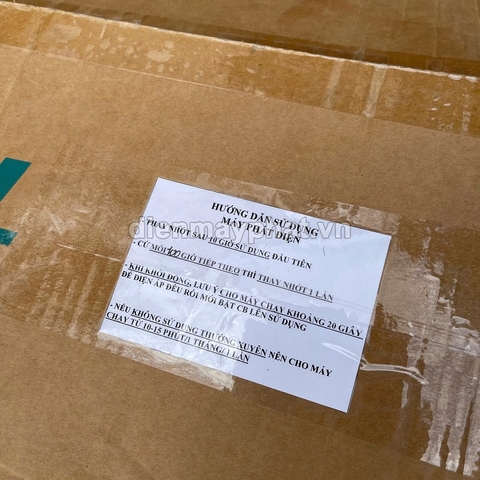 HƯỚNG DẪN SỬ DỤNG
MÁY PHÁT ĐIỆN
- THAY NHỚT SAU 10 GIỜ SỬ DỤNG ĐẦU TIÊN
- CỨ MỖI 100 GIỜ TIẾP THEO THÌ THAY NHỚT 1 LẦN
- KHI KHỞI ĐỘNG, LƯU Ý CHO MÁY CHẠY KHOẢNG 20 GIÂY
ĐỂ ĐIỆN ÁP ĐỀU RỒI MỚI BẬT CB LÊN SỬ DỤNG
- NẾU KHÔNG SỬ DỤNG THƯỜNG XUYÊN NÊN CHO MÁY
CHẠY TỪ 10-15 PHÚT/1 THÁNG/1 LẦN
dienmayphat.vn